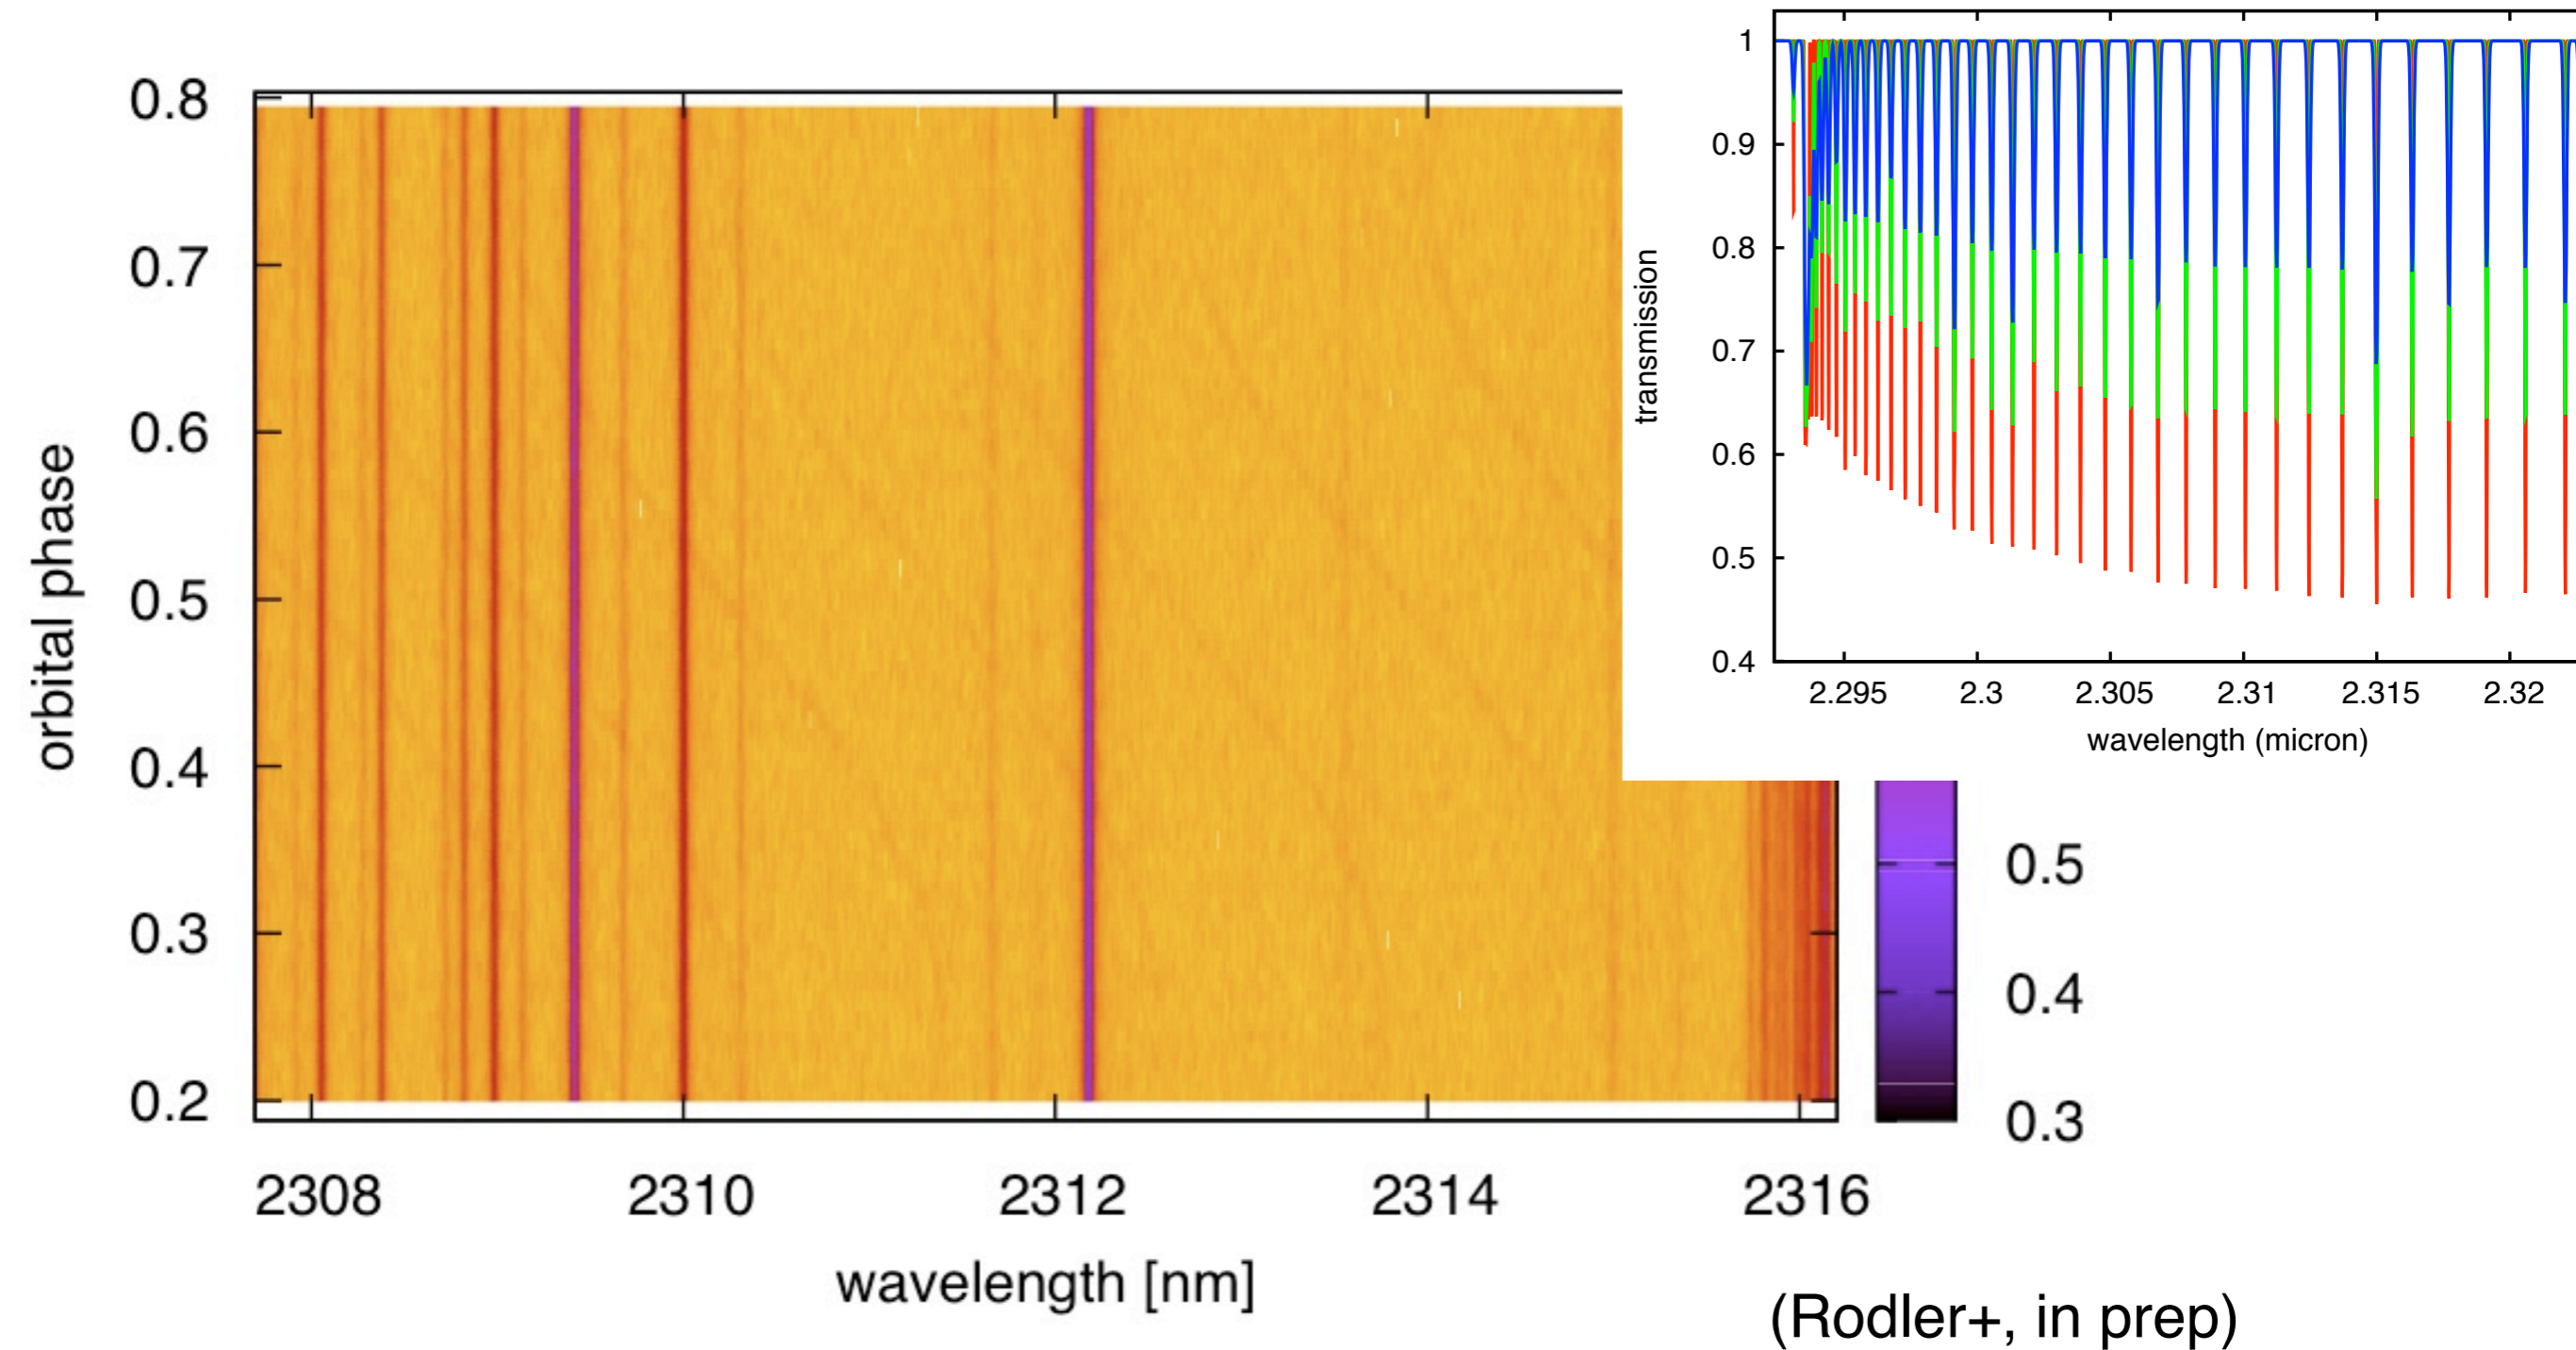 0.8
0.7
0.6
0.5
0.4
0.3
0.2
orbital phase
2308 2310 2312 2314 2316
wavelength [nm]
1
0.9
0.8
0.7
0.6
0.5
0.4
transmission
2.295 2.3 2.305 2.31 2.315 2.32
wavelength (micron)
0.5
0.4
0.3
(Rodler+, in prep)